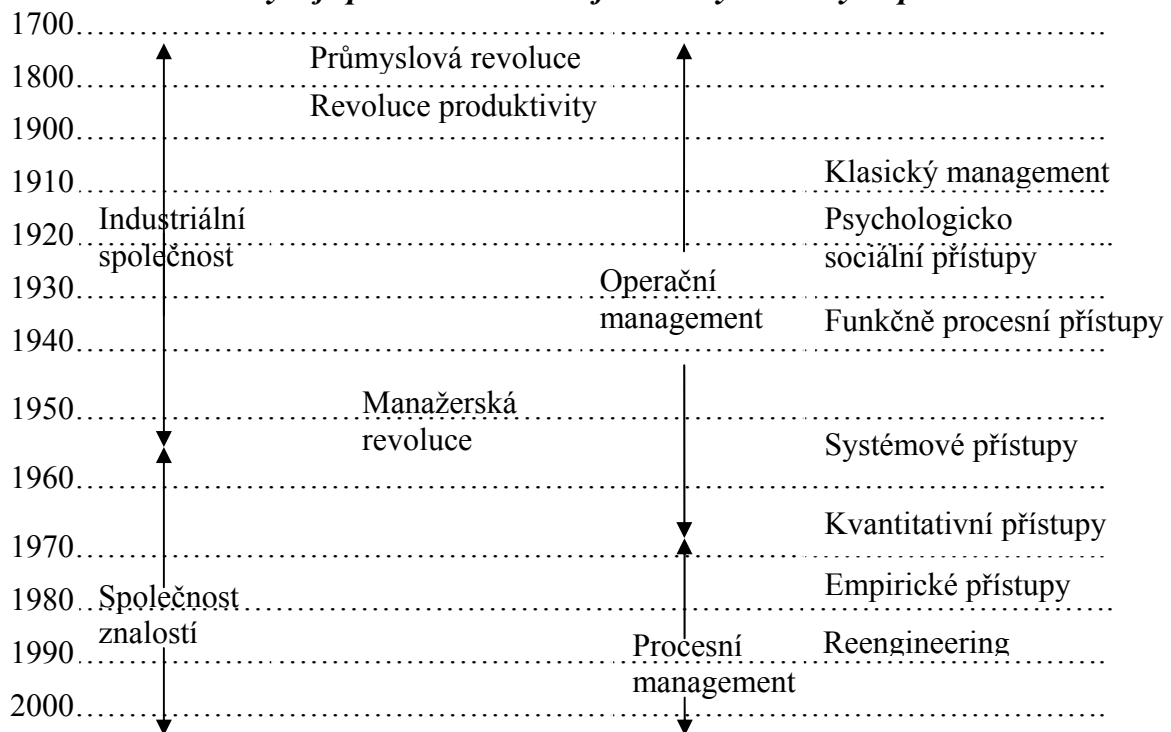 1700
Průmyslová revoluce
1800
Revoluce produktivity
1900
Klasický management
1910
Industriální
společnost
Psychologicko
sociální přístupy
1920
Operační
management
1930
Funkčně procesní přístupy
1940
Manažerská
revoluce
1950
Systémové přístupy
1960
Kvantitativní přístupy
1970
Empirické přístupy
Společnost
znalostí
1980
Reengineering
Procesní
management
1990
2000